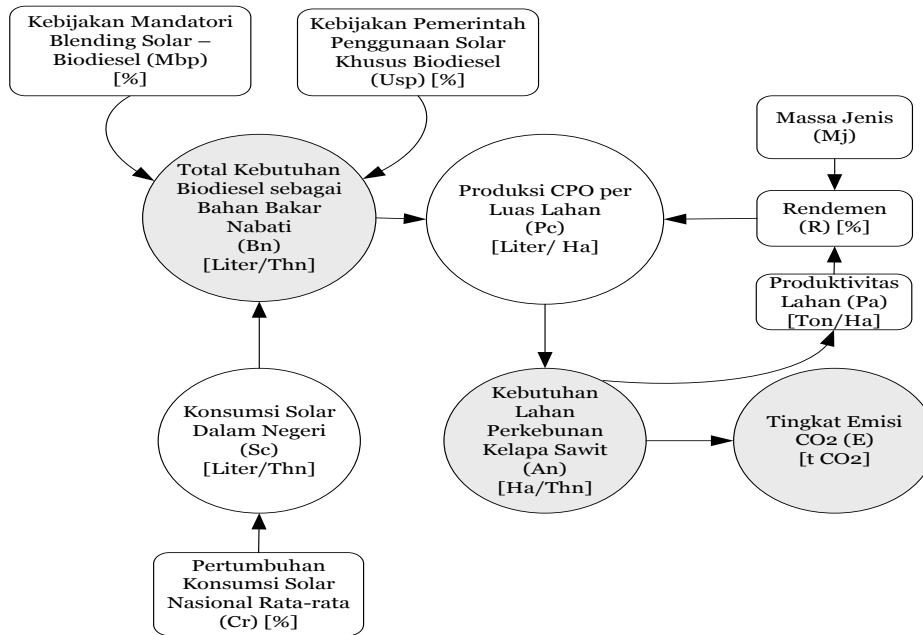 Kebijakan Mandatori
Blending Solar –
Biodiesel (Mbp)
[%]
Kebijakan Pemerintah
Penggunaan Solar
Khusus Biodiesel
(Usp) [%]
Massa Jenis
(Mj)
Total Kebutuhan
Biodiesel sebagai
Bahan Bakar
Nabati
(Bn)
[Liter/Thn]
Produksi CPO per
Luas Lahan
(Pc)
[Liter/ Ha]
Rendemen
(R) [%]
Produktivitas
Lahan (Pa)
[Ton/Ha]
Konsumsi Solar
Dalam Negeri
(Sc)
[Liter/Thn]
Kebutuhan
Lahan
Perkebunan
Kelapa Sawit
(An)
[Ha/Thn]
Tingkat Emisi
CO2 (E)
[t CO2]
Pertumbuhan
Konsumsi Solar
Nasional Rata-rata
(Cr) [%]